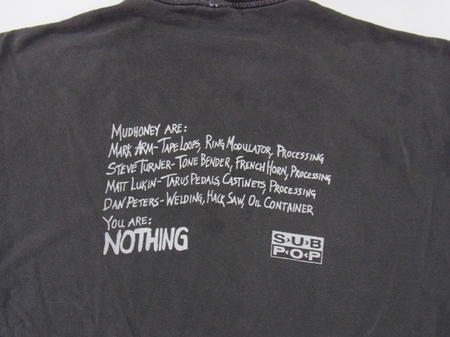 MUDHONEY ARE:
MARK ARM-TAPE LOOPS, RING MODULATOR, PROCESSING
STEVE TURNER-TONE BENDER, FRENCH HORN, PROCESSING
MATT LUKIN-TARUS PEDALS, CASTINETS, PROCESSING
DAN PETERS-WELDING, HACK SAW, OIL CONTAINER
YOU ARE:
NOTHING
SUB
POP